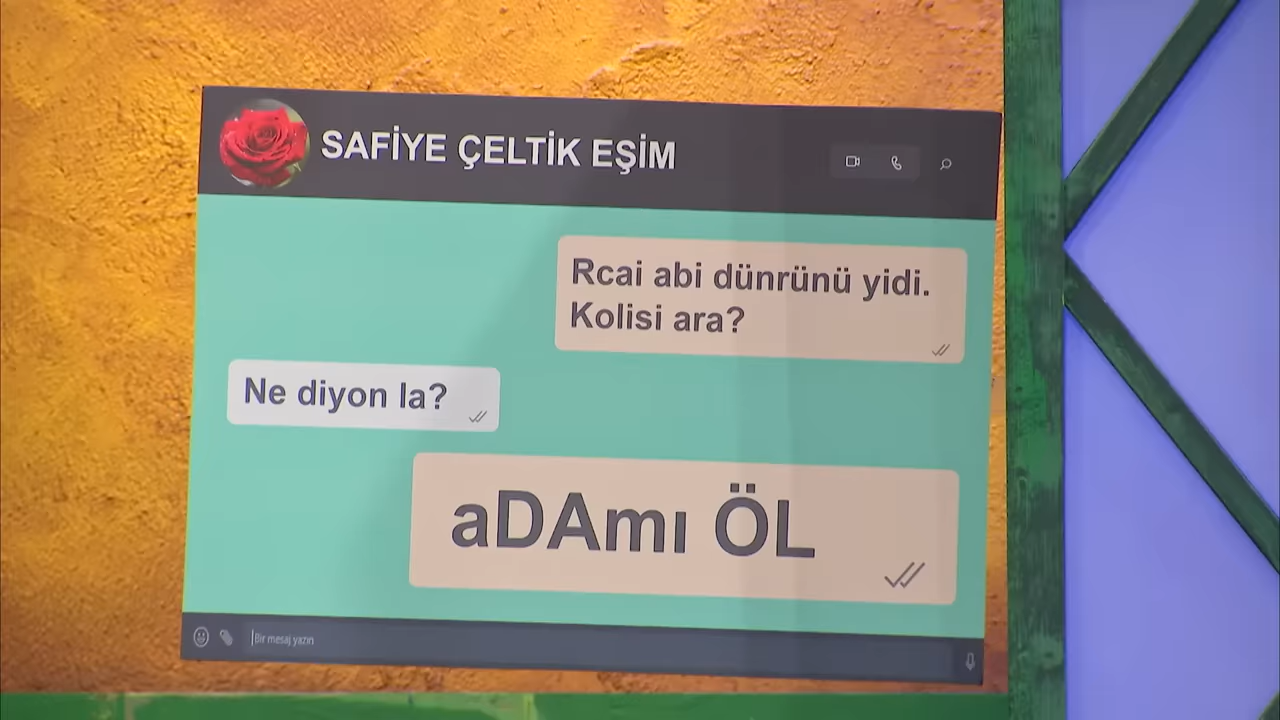 SAFİYE ÇELTİK EŞİM
Rcai abi dünrünü yidi.
Kolisi ara?
Ne diyon la?
aDAmı ÖL
Bir mesaj yazın